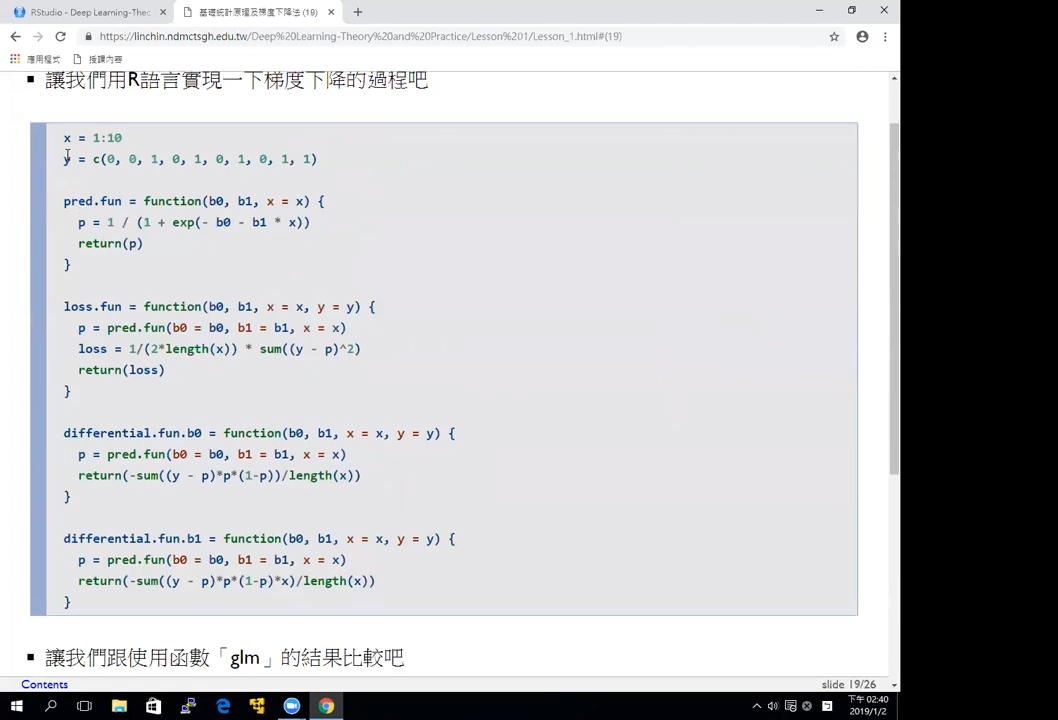 RStudio - Deep Learning-Theo
基礎統計原理及梯度下降法 (19)
https://linchin.ndmctsgh.edu.tw/Deep%20Learning-Theory%20and%20Practice/Lesson%201/Lesson_1.html#(19)
應用程式
授課內容
讓我們用R語言實現一下梯度下降的過程吧
x = 1:10
y = c(0, 0, 1, 0, 1, 0, 1, 0, 1, 1)
pred.fun = function(b0, b1, x = x) {
p = 1 / (1 + exp(- b0 - b1 * x))
return(p)
}
loss.fun = function(b0, b1, x = x, y = y) {
p = pred.fun(b0 = b0, b1 = b1, x = x)
loss = 1/(2*length(x)) * sum((y - p)^2)
return(loss)
}
differential.fun.b0 = function(b0, b1, x = x, y = y) {
p = pred.fun(b0 = b0, b1 = b1, x = x)
return(-sum((y - p)*p*(1-p))/length(x))
}
differential.fun.b1 = function(b0, b1, x = x, y = y) {
p = pred.fun(b0 = b0, b1 = b1, x = x)
return(-sum((y - p)*p*(1-p)*x)/length(x))
}
讓我們跟使用函數「glm」的結果比較吧
Contents
slide 19/26
下午 02:40
2019/1/2